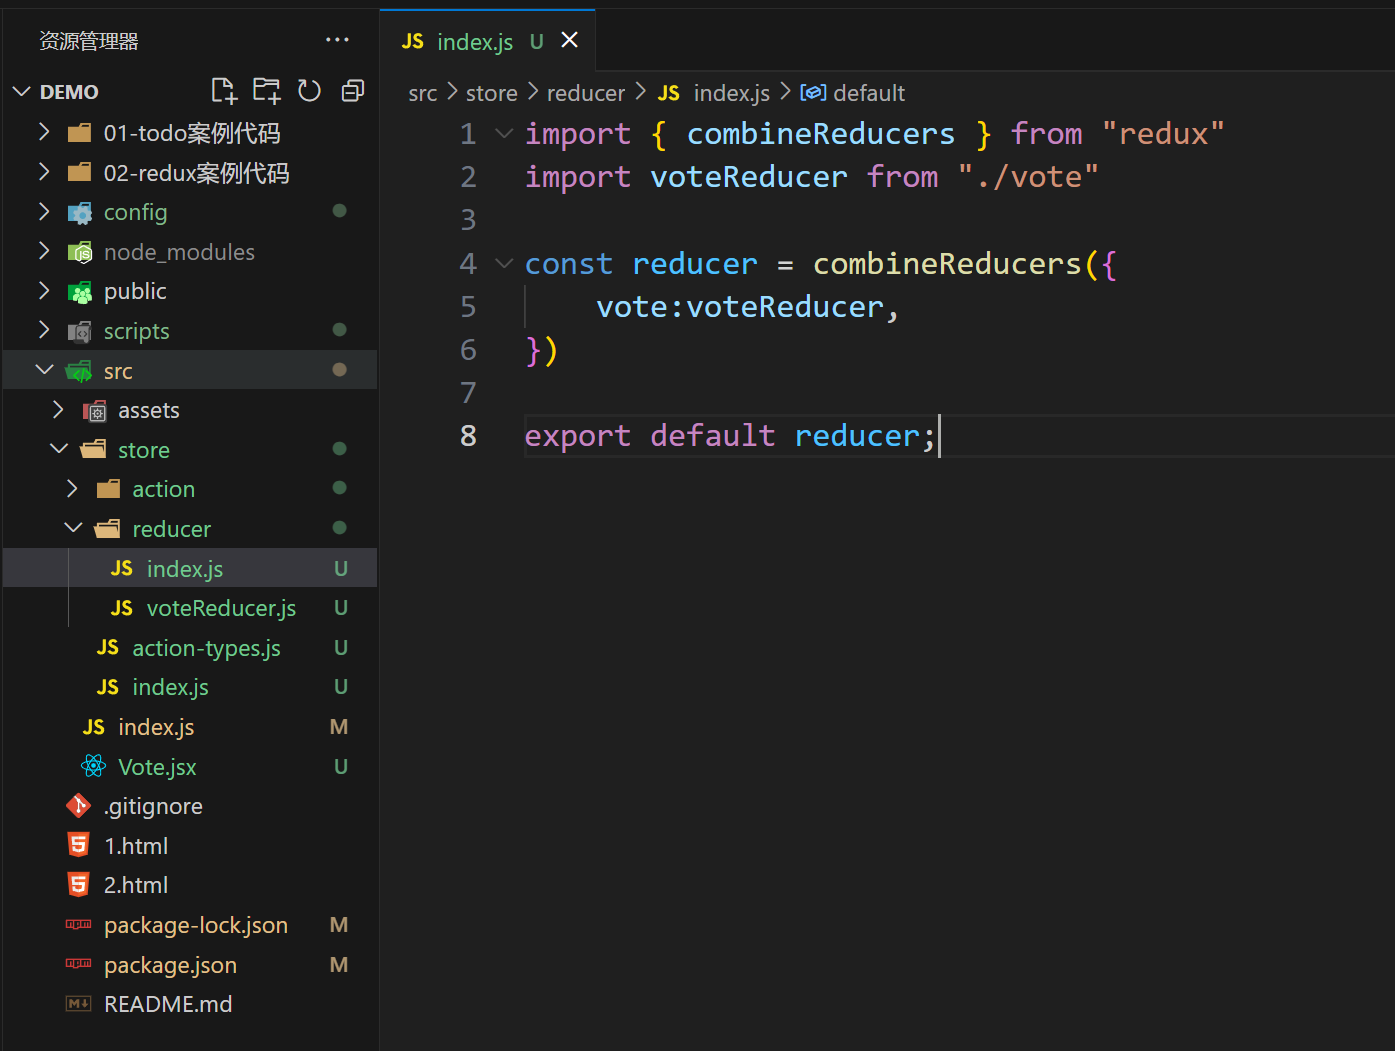 资源管理器 ···
DEMO
01-todo案例代码
02-redux案例代码
config
node_modules
public
scripts
src
assets
store
action
reducer
JS index.js U
JS voteReducer.js U
JS action-types.js U
JS index.js U
JS index.js M
Vote.jsx U
.gitignore
1.html
2.html
package-lock.json M
package.json M
README.md
JS index.js U
src > store > reducer > JS index.js > default
1 import { combineReducers } from "redux"
2 import voteReducer from "./vote"
3
4 const reducer = combineReducers({
5 vote:voteReducer,
6 })
7
8 export default reducer;